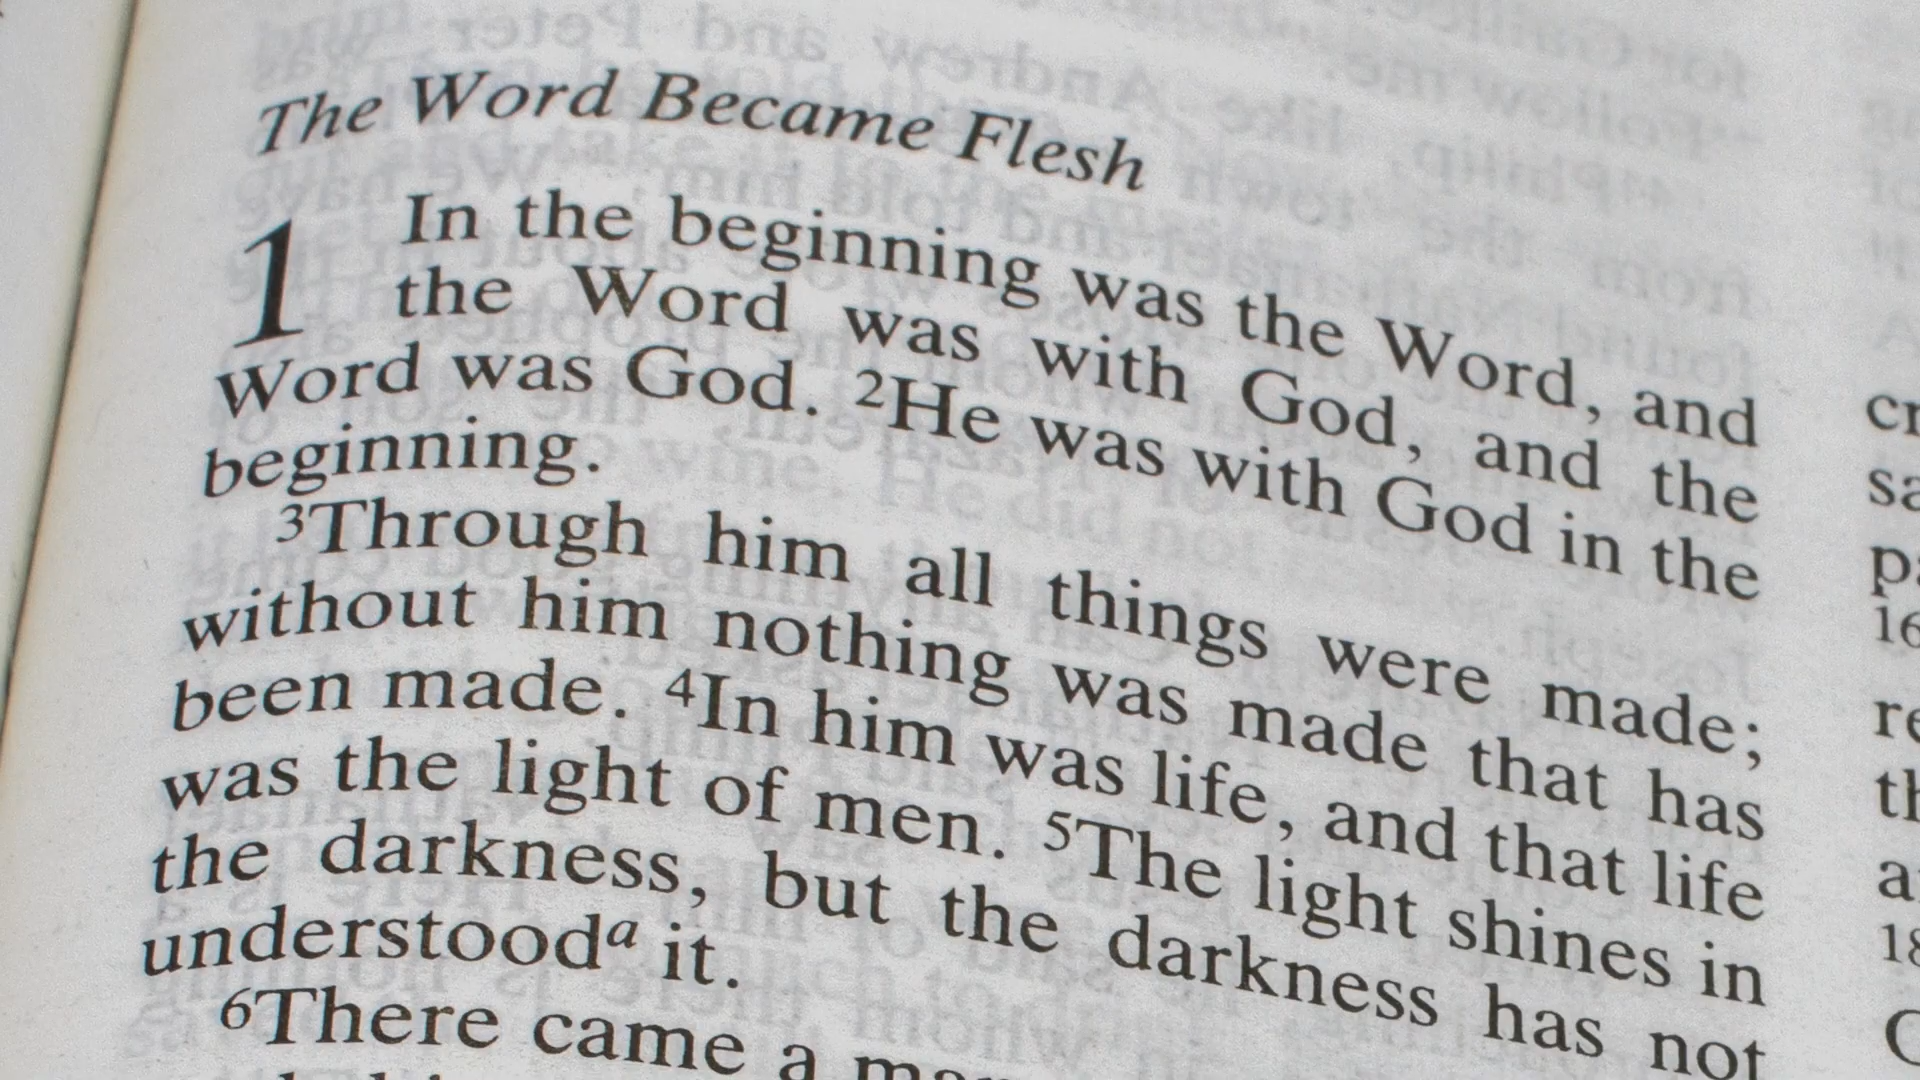 The Word Became Flesh
1 In the beginning was the Word, and
the Word was with God, and the
Word was God. 2He was with God in the
beginning.
3Through him all things were made;
without him nothing was made that has
been made. 4In him was life, and that life
was the light of men. 5The light shines in
the darkness, but the darkness has not
understooda it.
6There came a
16
18